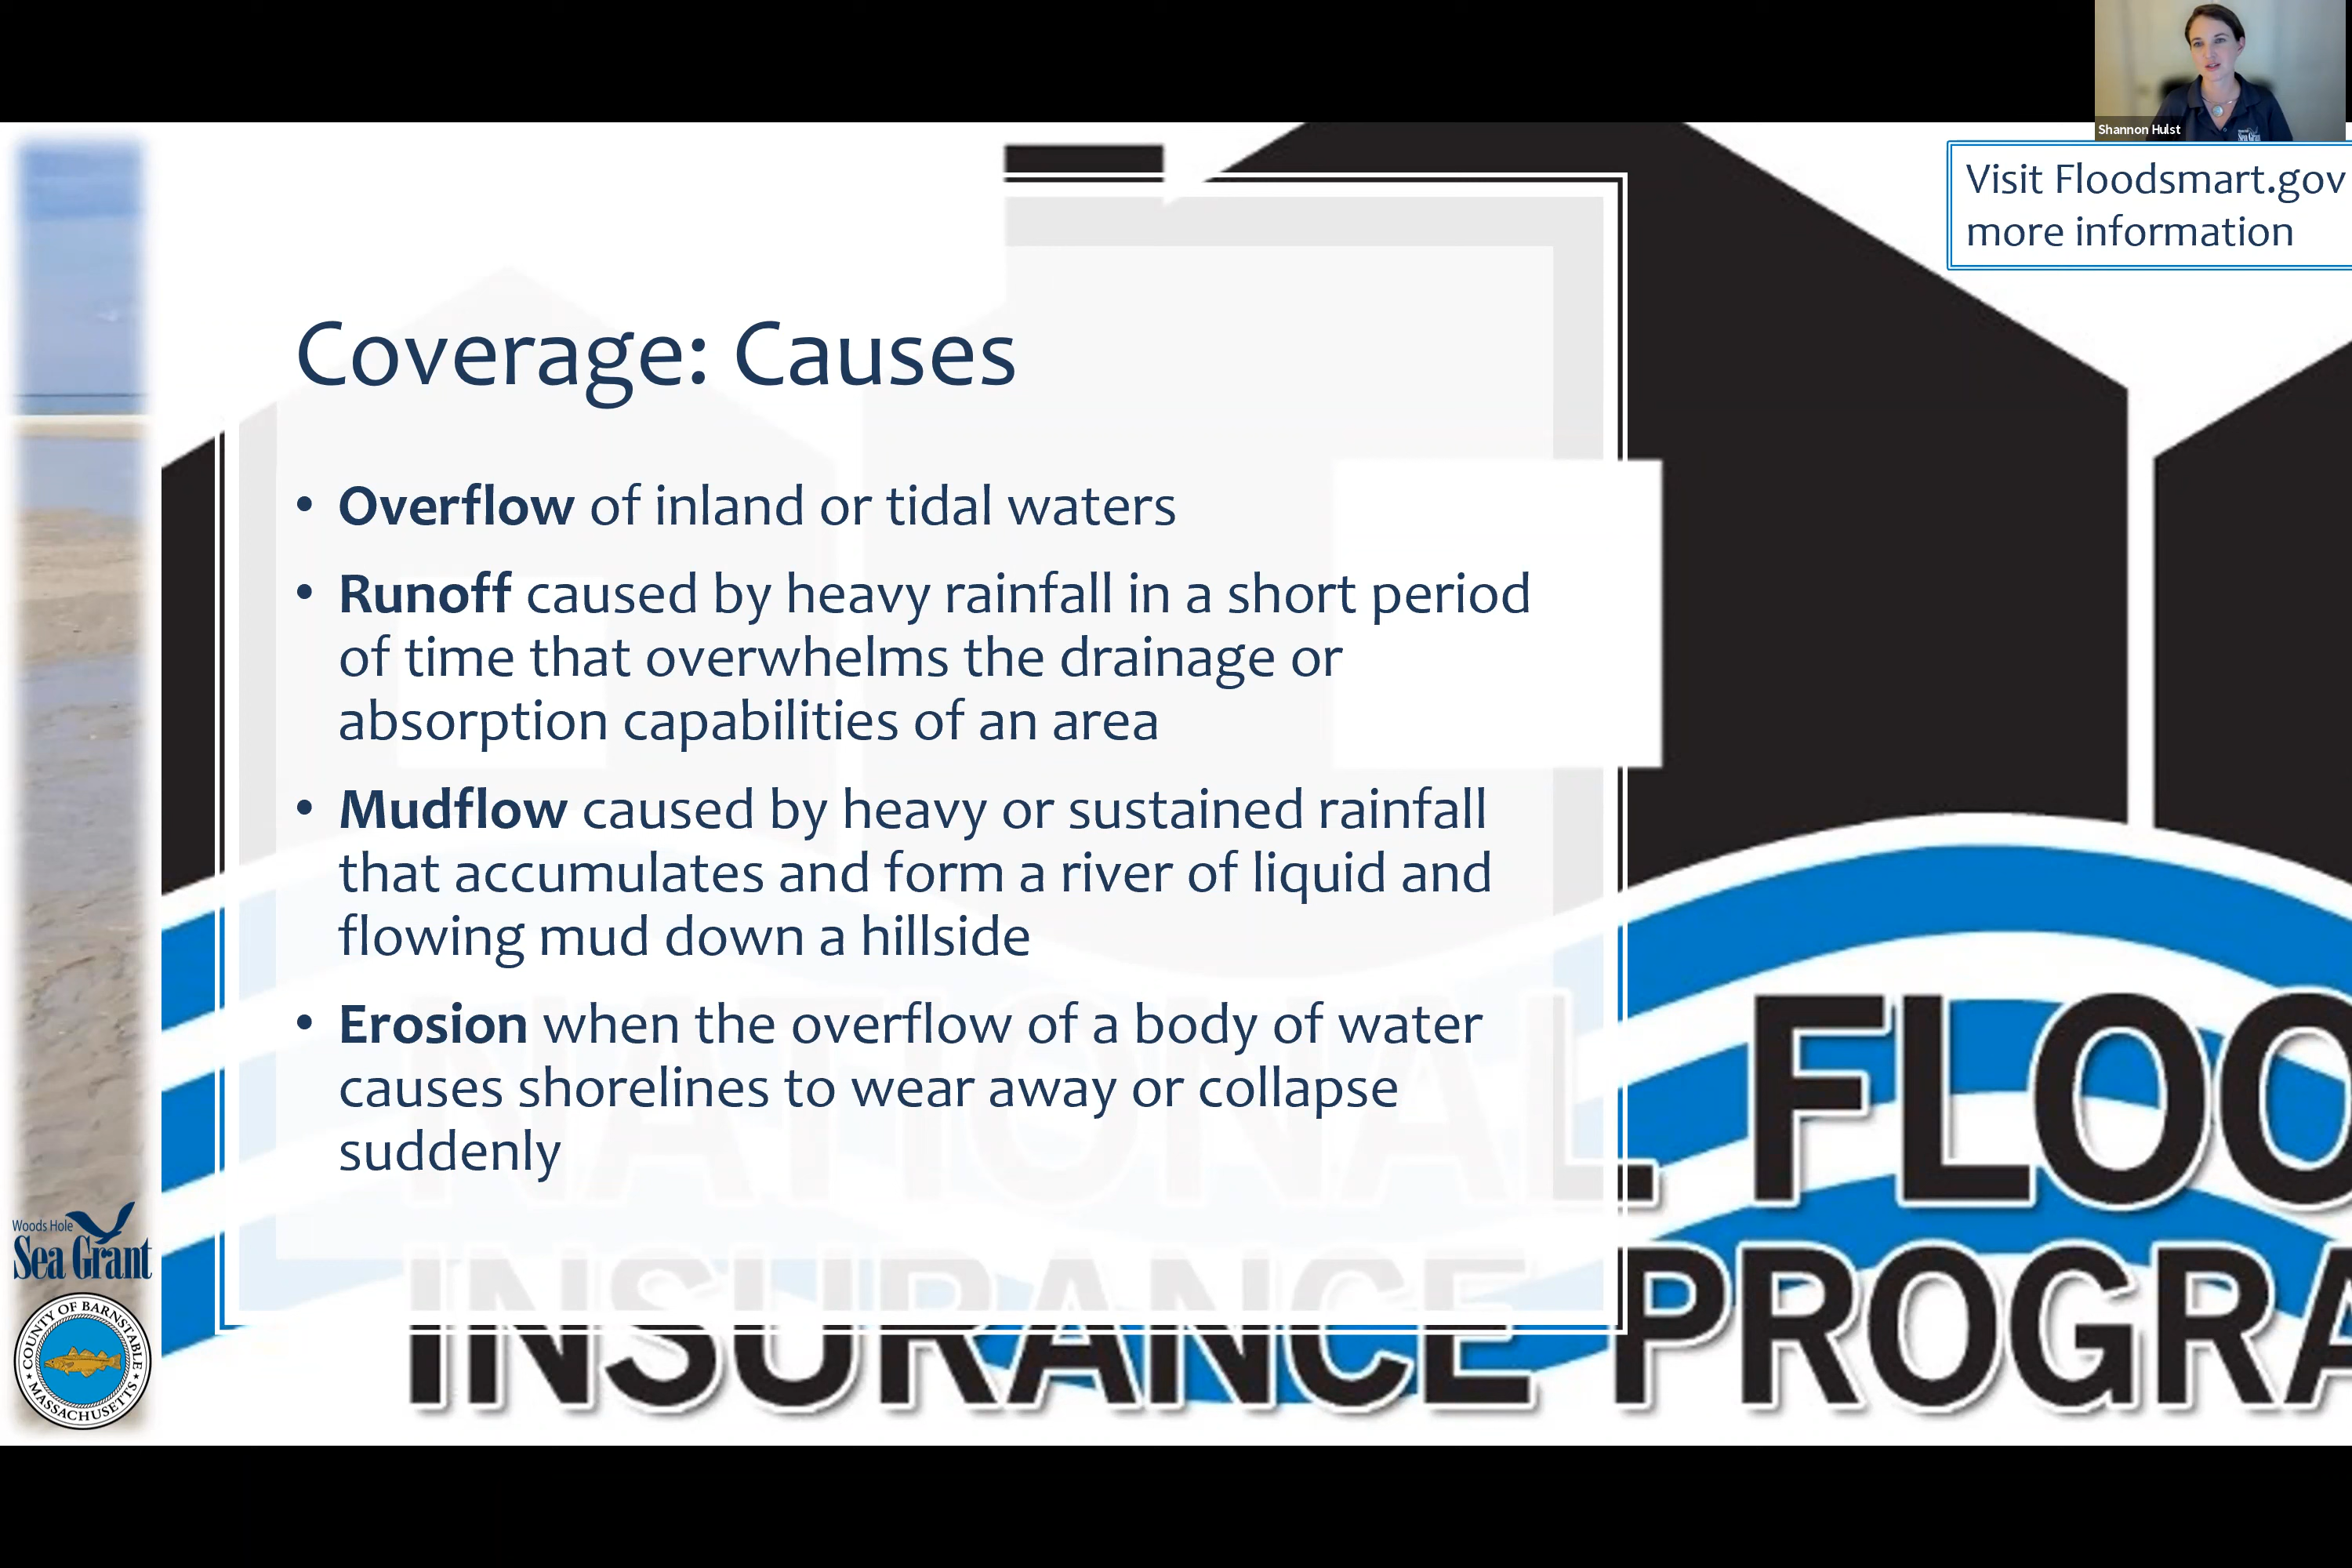 Shannon Hulst
Visit Floodsmart.gov
more information
Coverage: Causes
• Overflow of inland or tidal waters
• Runoff caused by heavy rainfall in a short period
of time that overwhelms the drainage or
absorption capabilities of an area
• Mudflow caused by heavy or sustained rainfall
that accumulates and form a river of liquid and
flowing mud down a hillside
• Erosion when the overflow of a body of water
causes shorelines to wear away or collapse
suddenly
NATIONAL FLOO
INSURANCE PROGRA
Woods Hole
Sea Grant
COUNTY OF BARNSTABLE
MASSACHUSETTS